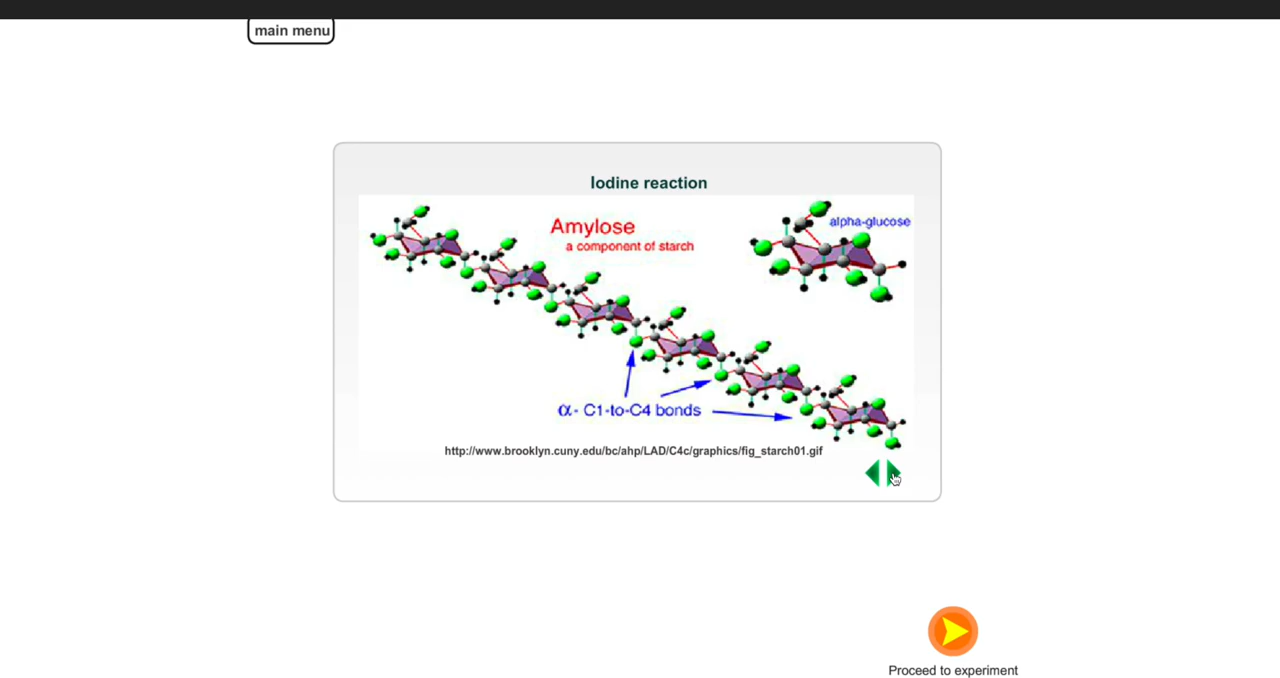 main menu
Iodine reaction
Amylose
a component of starch
alpha-glucose
α- C1-to-C4 bonds
http://www.brooklyn.cuny.edu/bc/ahp/LAD/C4c/graphics/fig_starch01.gif
Proceed to experiment